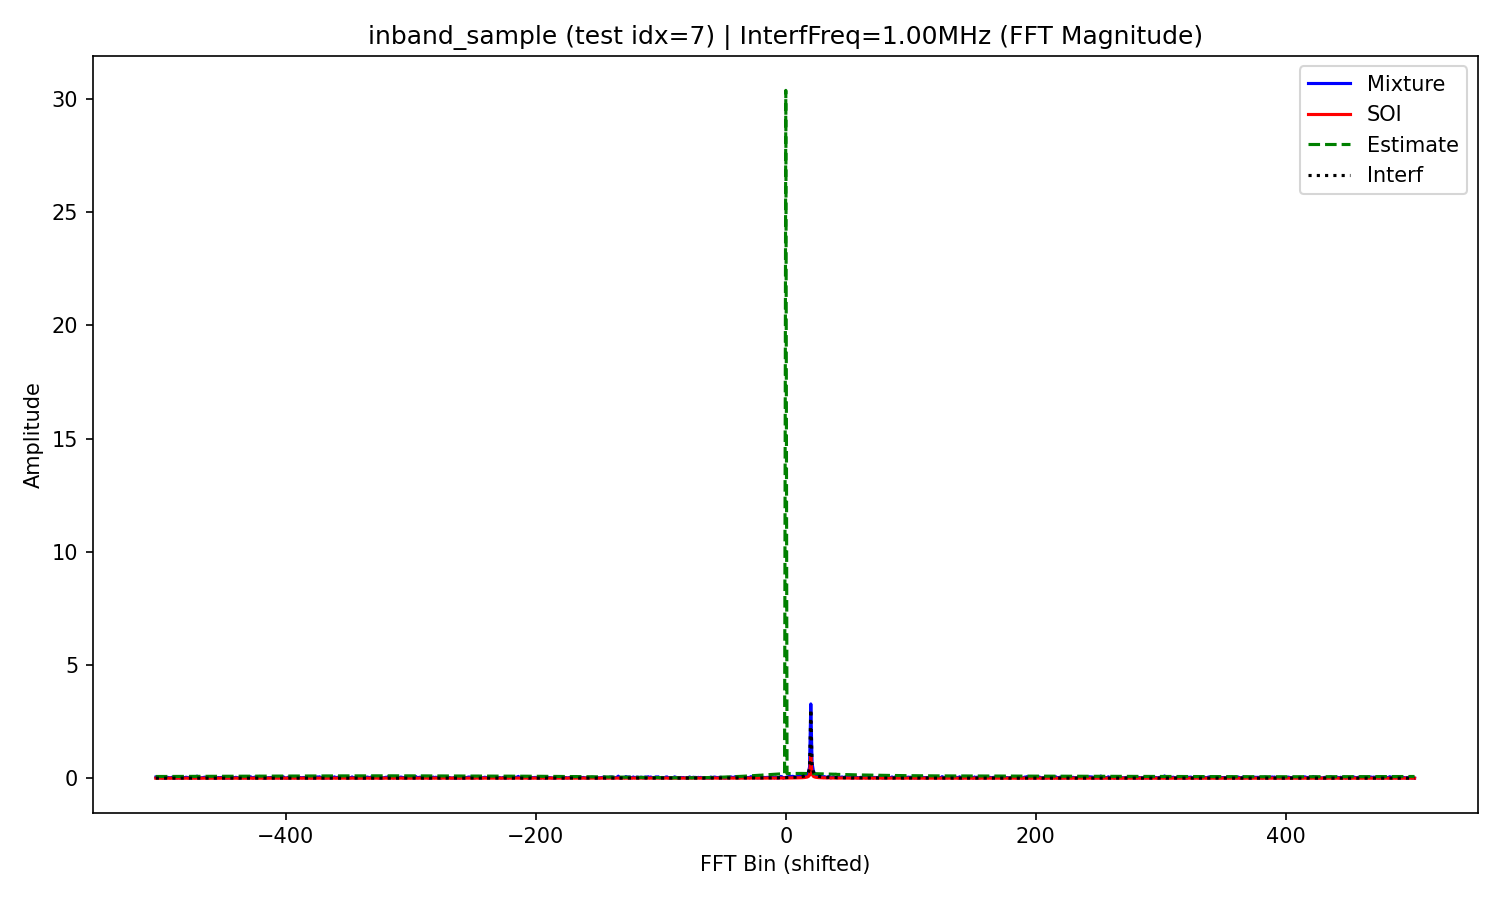 inband_sample (test idx=7) | InterfFreq=1.00MHz (FFT Magnitude)
Mixture
SOI
Estimate
Interf
30
25
20
15
10
5
0
Amplitude
−400
−200
0
200
400
FFT Bin (shifted)